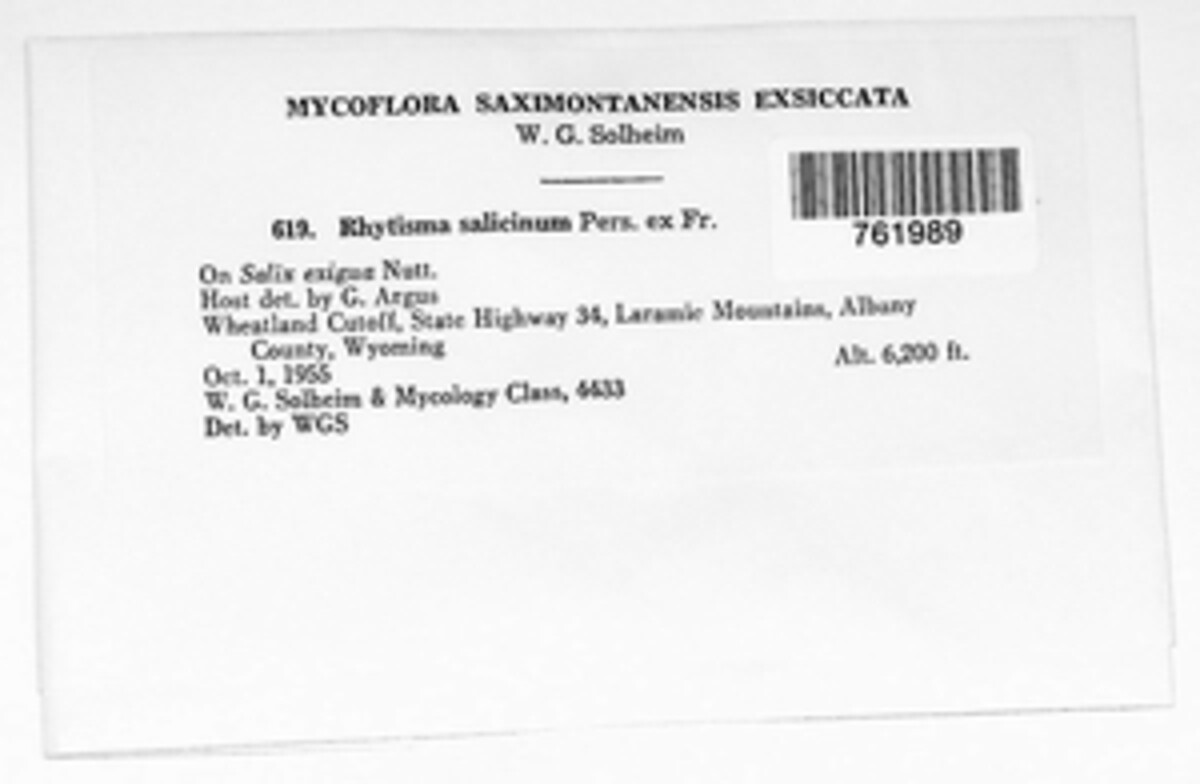 MYCOFLORA SAXIMONTANENSIS EXSICCATA
W. G. Solheim
619. Rhytisma salicinum Pers. ex Fr.
761989
On Salix exigua Nutt.
Host det. by G. Argus
Wheatland Cutoff, State Highway 34, Laramie Mountains, Albany
County, Wyoming
Alt. 6,200 ft.
Oct. 1, 1955
W. G. Solheim & Mycology Class, 4433
Det. by WGS